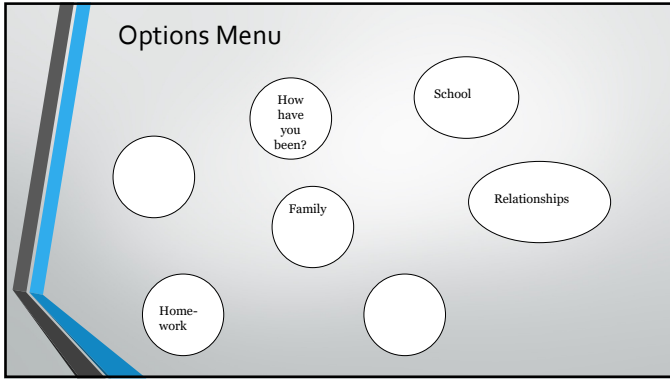 Options Menu
How
have
you
been?
School
Family
Relationships
Home-
work